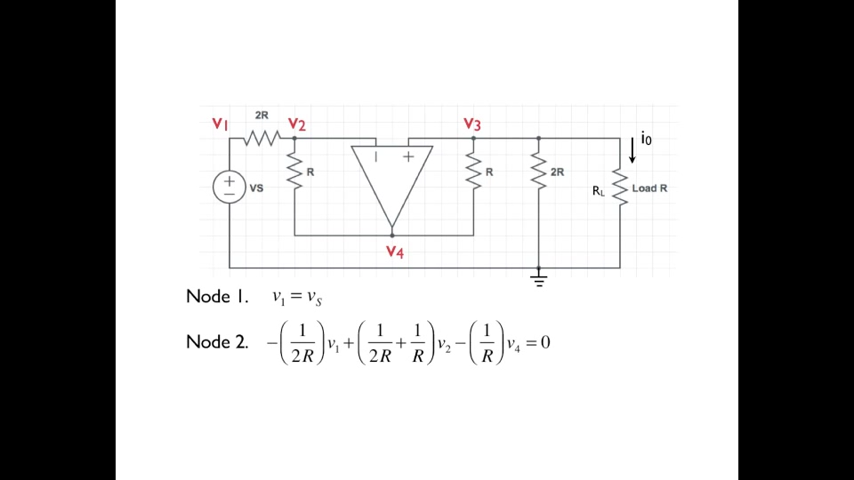 2R
V1 V2 V3
i0
R R 2R
+ − VS
− +
RL Load R
V4
Node 1. v₁ = vₛ
Node 2. −(1/2R)v₁ + (1/2R + 1/R)v₂ − (1/R)v₄ = 0